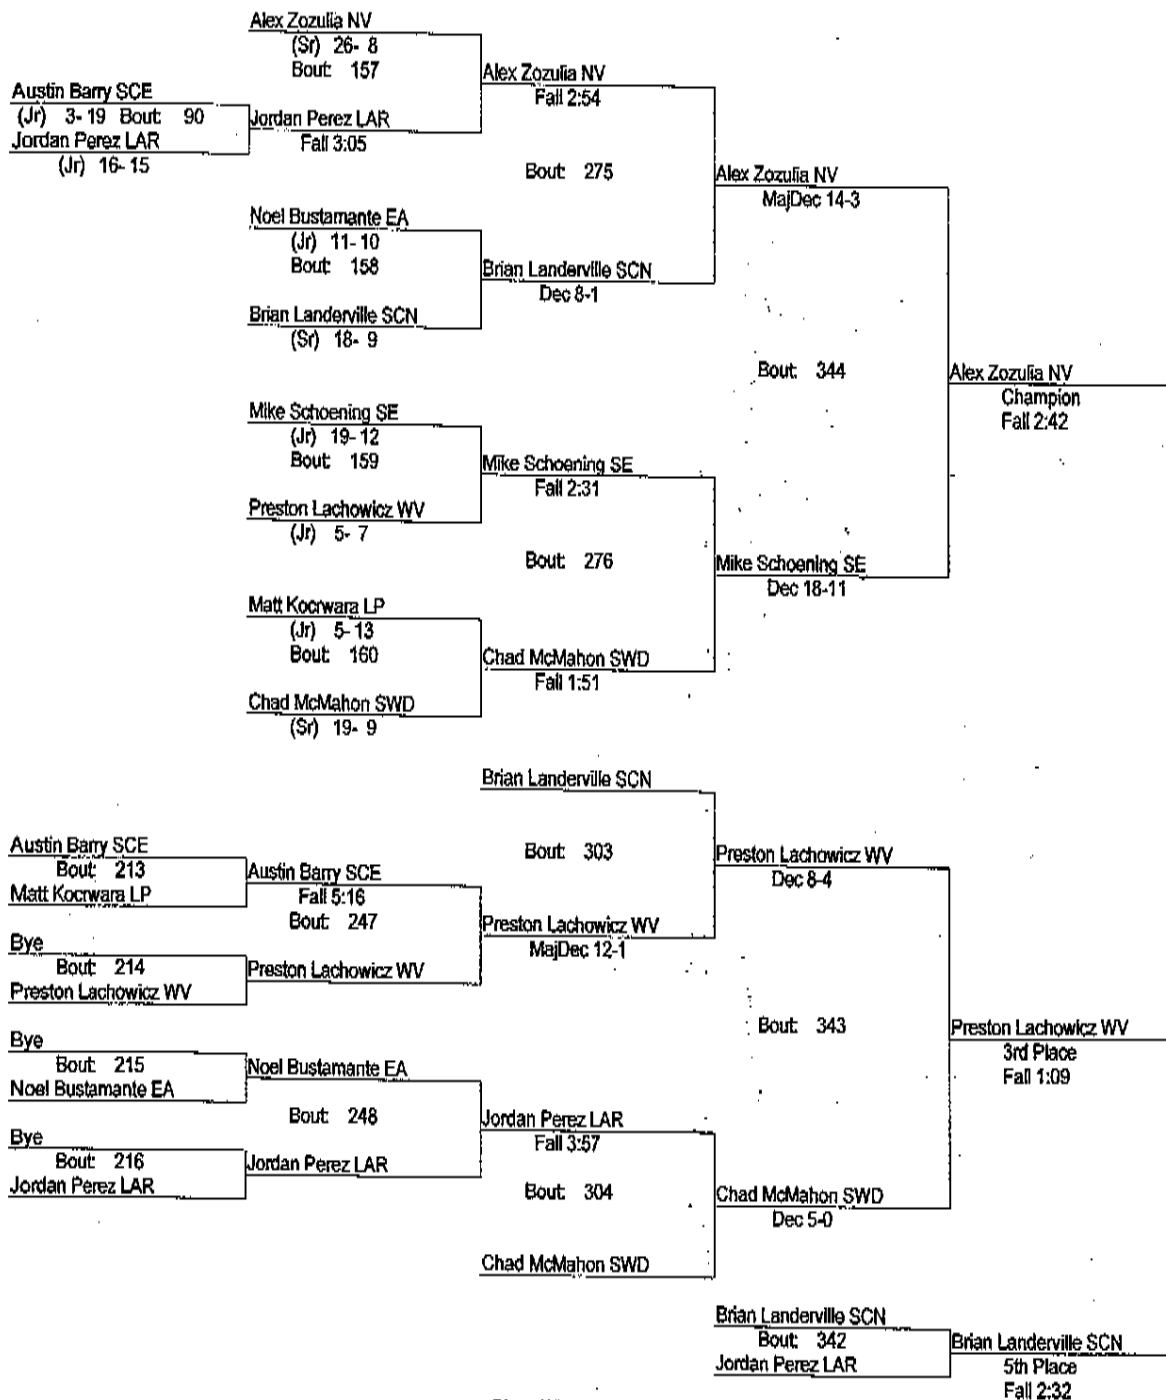 Alex Zozulia NV
(Sr) 26- 8
Bout: 157
Alex Zozulia NV
Fall 2:54
Austin Barry SCE
(Jr) 3- 19 Bout: 90
Jordan Perez LAR
(Jr) 16- 15
Jordan Perez LAR
Fall 3:05
Bout: 275
Alex Zozulia NV
MajDec 14-3
Noel Bustamante EA
(Jr) 11- 10
Bout: 158
Brian Landerville SCN
Dec 8-1
Brian Landerville SCN
(Sr) 18- 9
Bout: 344
Alex Zozulia NV
Champion
Fall 2:42
Mike Schoening SE
(Jr) 19- 12
Bout: 159
Mike Schoening SE
Fall 2:31
Preston Lachowicz WV
(Jr) 5- 7
Bout: 276
Mike Schoening SE
Dec 18-11
Matt Kocrwara LP
(Jr) 5- 13
Bout: 160
Chad McMahon SWD
Fall 1:51
Chad McMahon SWD
(Sr) 19- 9
Brian Landerville SCN
Austin Barry SCE
Bout: 213
Matt Kocrwara LP
Austin Barry SCE
Fall 5:16
Bout: 247
Bout: 303
Preston Lachowicz WV
Dec 8-4
Preston Lachowicz WV
MajDec 12-1
Bye
Bout: 214
Preston Lachowicz WV
Preston Lachowicz WV
Bout: 343
Preston Lachowicz WV
3rd Place
Fall 1:09
Bye
Bout: 215
Noel Bustamante EA
Noel Bustamante EA
Bout: 248
Jordan Perez LAR
Fall 3:57
Bye
Bout: 216
Jordan Perez LAR
Jordan Perez LAR
Bout: 304
Chad McMahon SWD
Dec 5-0
Chad McMahon SWD
Brian Landerville SCN
Bout: 342
Jordan Perez LAR
Brian Landerville SCN
5th Place
Fall 2:32